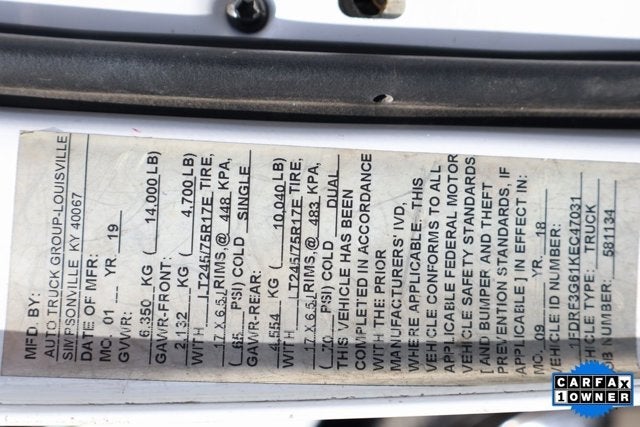 MFD. BY:
AUTO TRUCK GROUP-LOUISVILLE
SIMPSONVILLE KY 40067
DATE OF MFR:
MO. 01 YR. 19
GVWR:
6,350 KG ( 14,000 LB)
GAWR-FRONT:
2,132 KG ( 4,700 LB)
WITH LT245/75R17E TIRE,
17 X 6.5J RIMS,@ 448 KPA,
( 65 PSI) COLD SINGLE
GAWR-REAR:
4,554 KG ( 10,040 LB)
WITH LT245/75R17E TIRE,
17 X 6.5J RIMS,@ 483 KPA,
( 70 PSI) COLD DUAL
THIS VEHICLE HAS BEEN
COMPLETED IN ACCORDANCE
WITH THE PRIOR
MANUFACTURERS' IVD,
WHERE APPLICABLE. THIS
VEHICLE CONFORMS TO ALL
APPLICABLE FEDERAL MOTOR
VEHICLE SAFETY STANDARDS
[ AND BUMPER AND THEFT
PREVENTION STANDARDS, IF
APPLICABLE ] IN EFFECT IN:
MO. 09 YR. 18
VEHICLE ID NUMBER:
1FDRF3G61KEC47031
VEHICLE TYPE: TRUCK
JOB NUMBER: 581134
CARFAX
1 OWNER